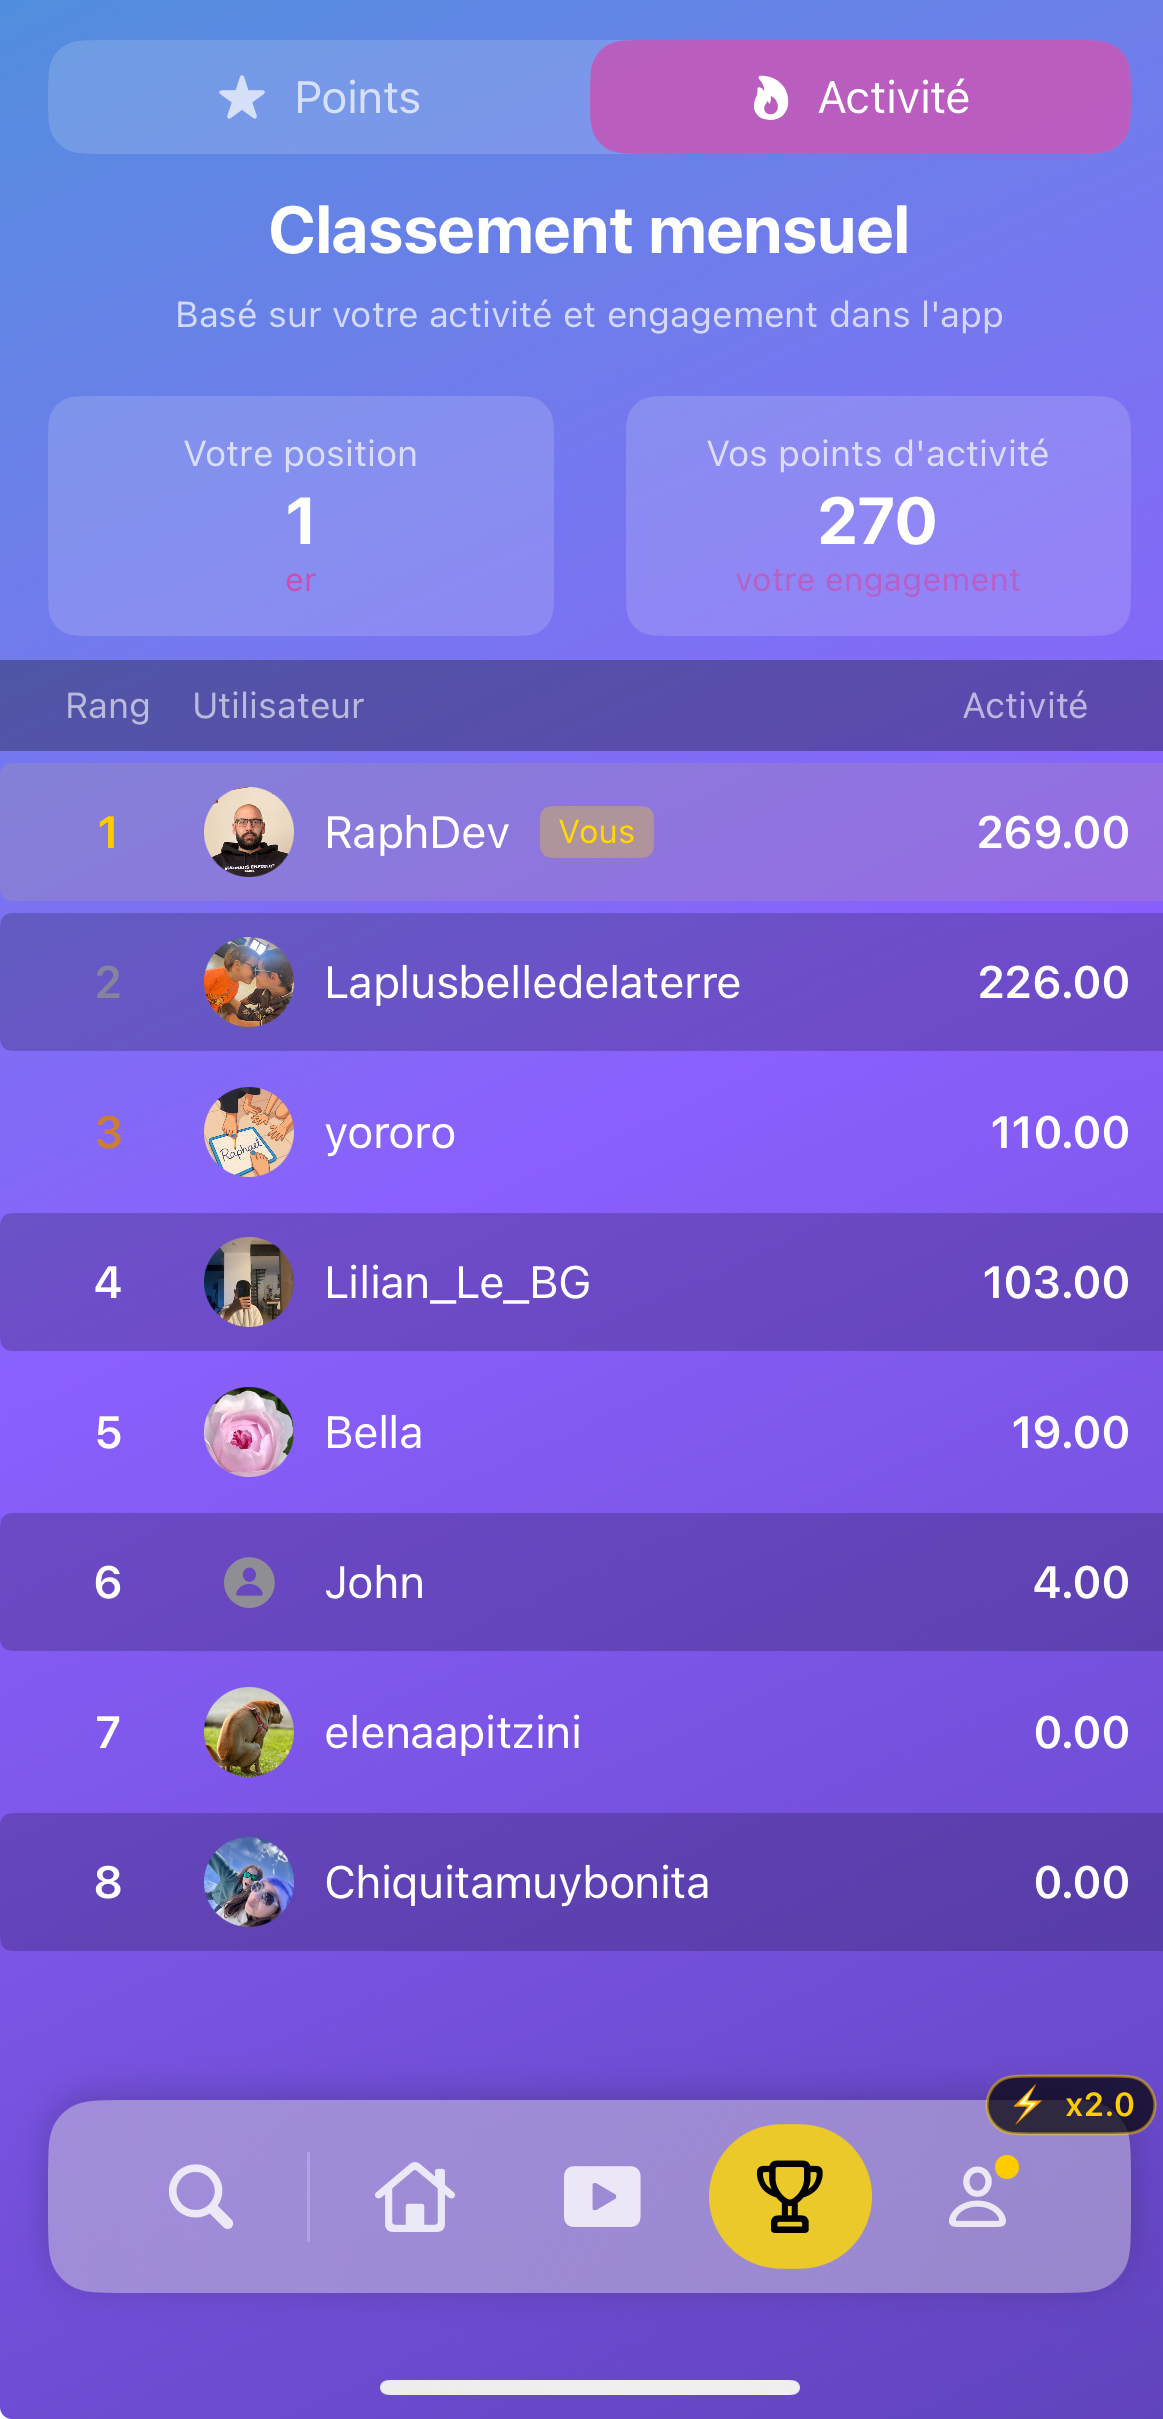 Points
Activité
Classement mensuel
Basé sur votre activité et engagement dans l'app
Votre position
1
er
Vos points d'activité
270
votre engagement
Rang Utilisateur Activité
1 RaphDev Vous 269.00
2 Laplusbelledelaterre 226.00
3 yororo 110.00
Raphael
4 Lilian_Le_BG 103.00
5 Bella 19.00
6 John 4.00
7 elenaapitzini 0.00
8 Chiquitamuybonita 0.00
x2.0